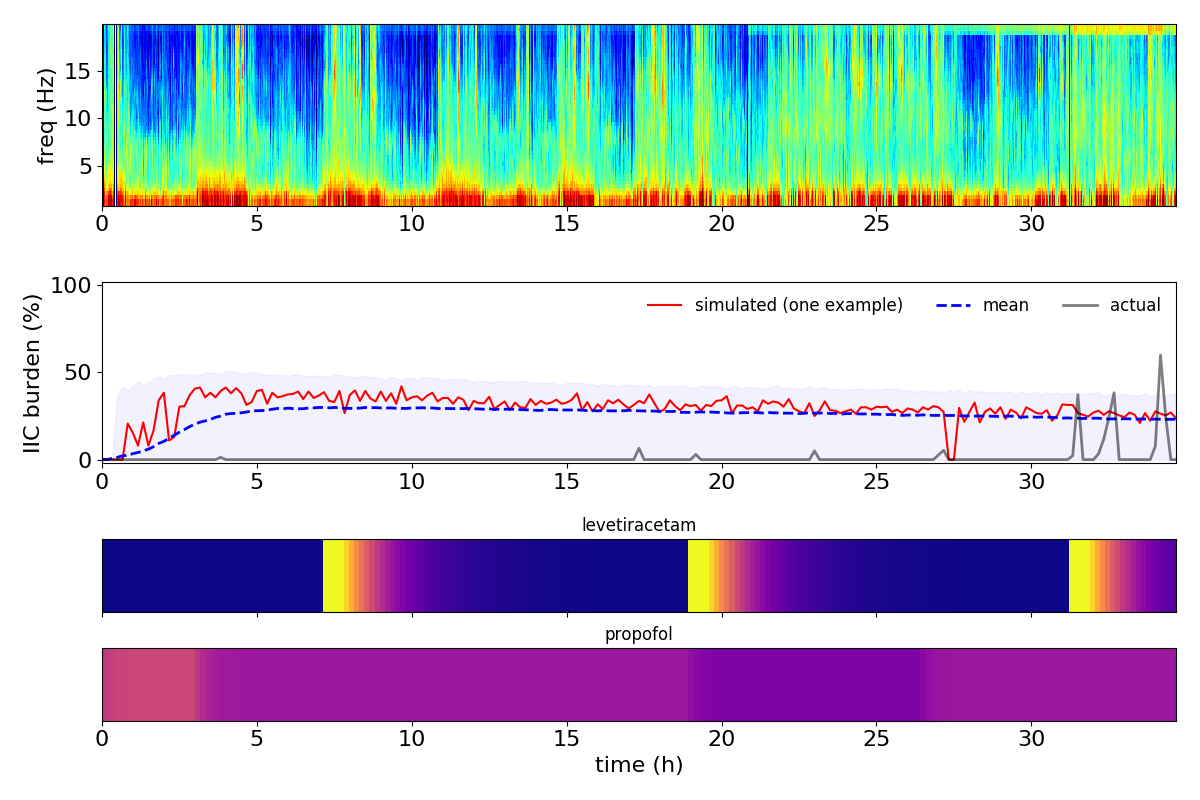 freq (Hz)
15
10
5
0 5 10 15 20 25 30
IIC burden (%)
100
50
0
simulated (one example) mean actual
0 5 10 15 20 25 30
levetiracetam
propofol
0 5 10 15 20 25 30
time (h)